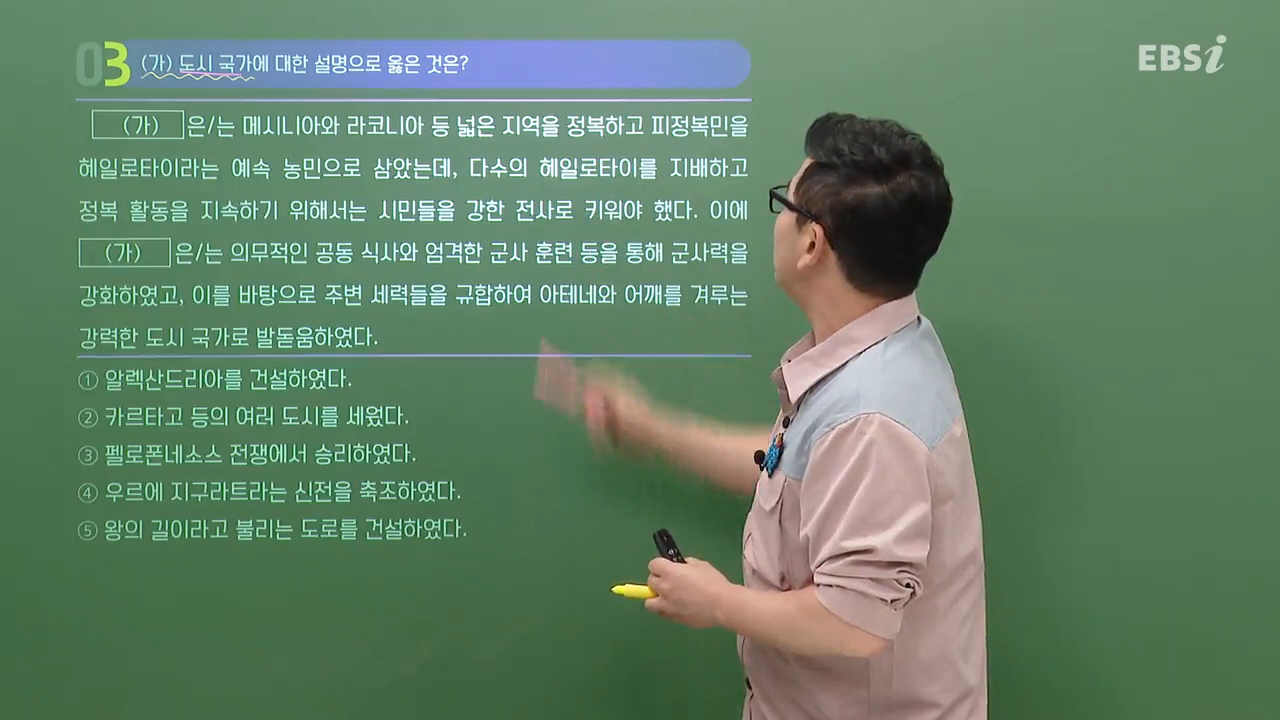 EBSi
03 (가) 도시 국가에 대한 설명으로 옳은 것은?
(가) 은/는 메시니아와 라코니아 등 넓은 지역을 정복하고 피정복민을
헤일로타이라는 예속 농민으로 삼았는데, 다수의 헤일로타이를 지배하고
정복 활동을 지속하기 위해서는 시민들을 강한 전사로 키워야 했다. 이에
(가) 은/는 의무적인 공동 식사와 엄격한 군사 훈련 등을 통해 군사력을
강화하였고, 이를 바탕으로 주변 세력들을 규합하여 아테네와 어깨를 겨루는
강력한 도시 국가로 발돋움하였다.
① 알렉산드리아를 건설하였다.
② 카르타고 등의 여러 도시를 세웠다.
③ 펠로폰네소스 전쟁에서 승리하였다.
④ 우르에 지구라트라는 신전을 축조하였다.
⑤ 왕의 길이라고 불리는 도로를 건설하였다.